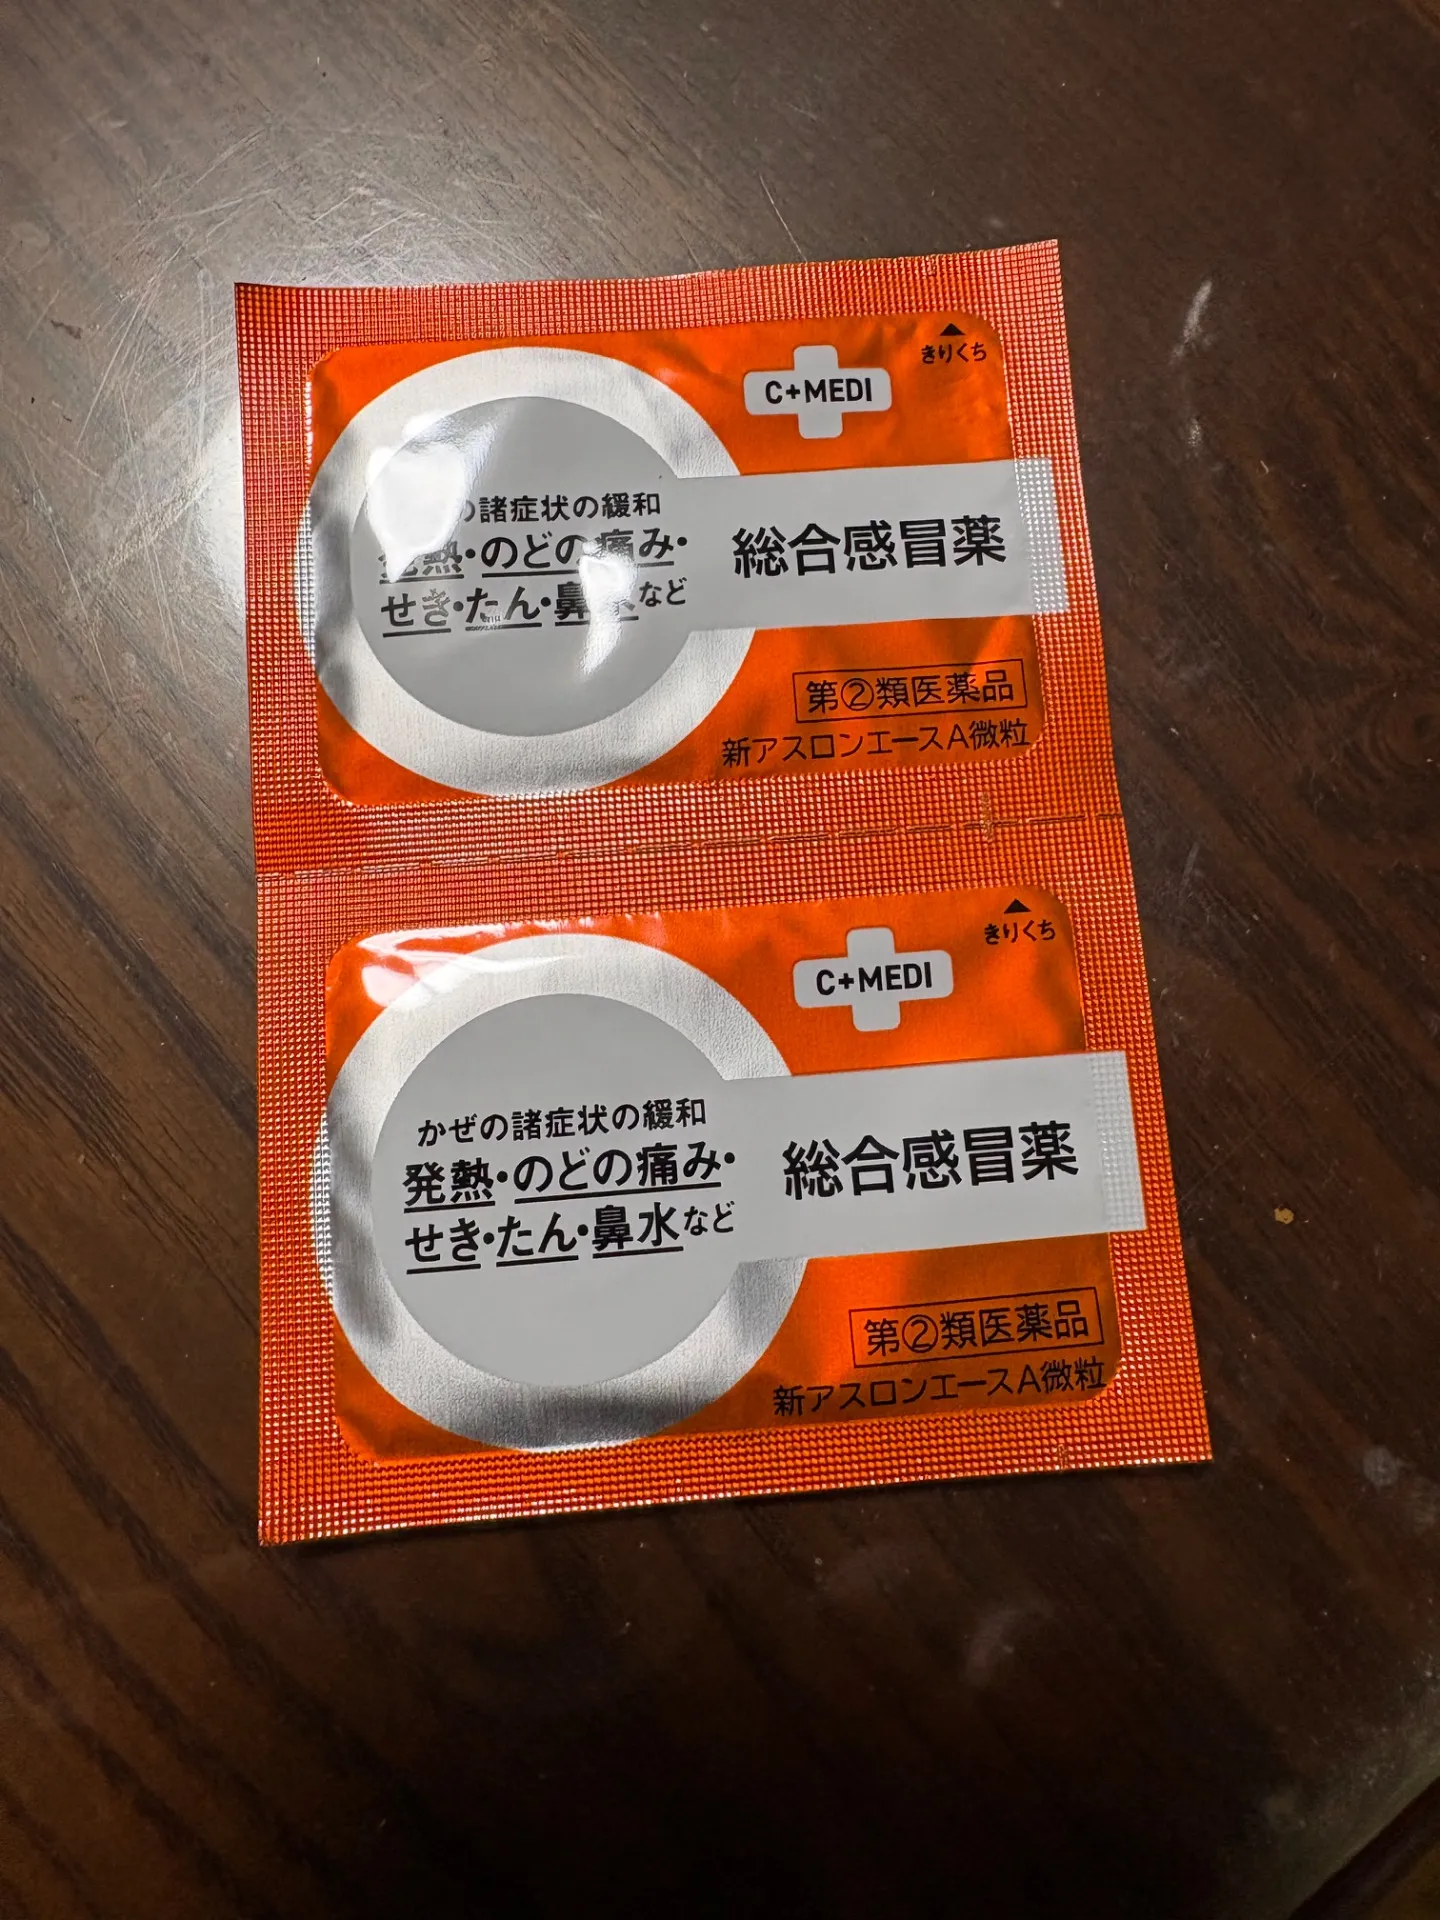 きりくち
C+MEDI
の諸症状の緩和
発熱・のどの痛み・
せき・たん・鼻水など
総合感冒薬
第②類医薬品
新アスロンエースA微粒
きりくち
C+MEDI
かぜの諸症状の緩和
発熱・のどの痛み・
せき・たん・鼻水など
総合感冒薬
第②類医薬品
新アスロンエースA微粒